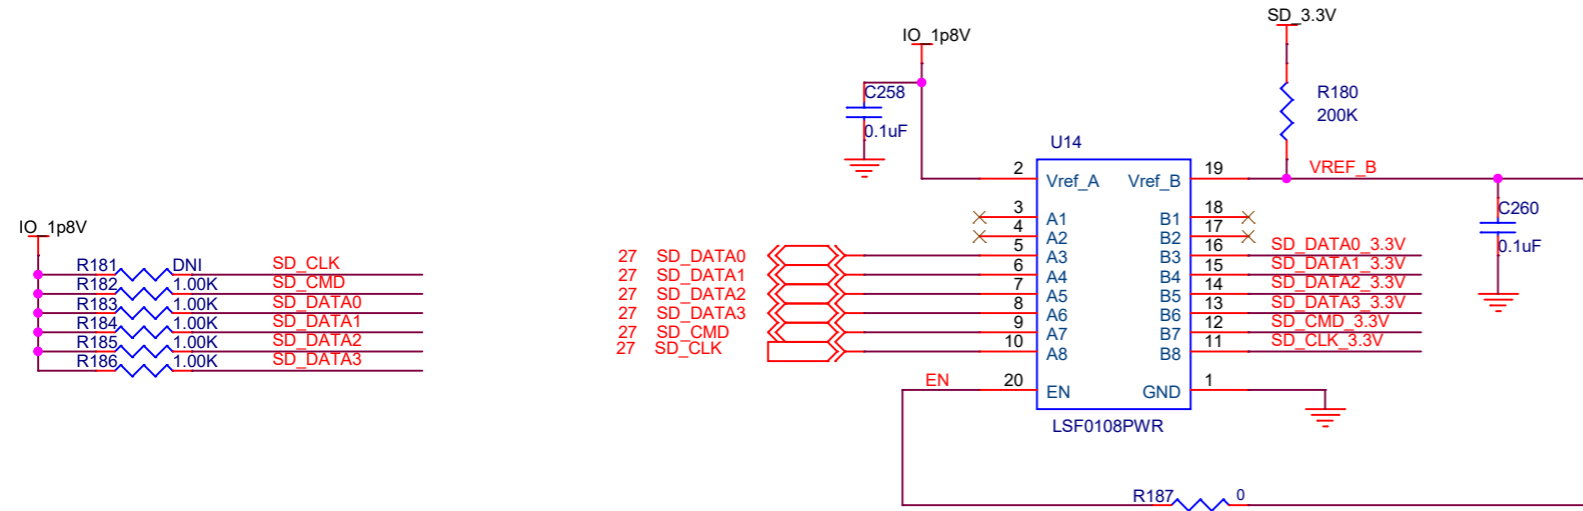 SD_3.3V
IO_1p8V
C258
0.1uF
R180
200K
U14
2 Vref_A Vref_B 19 VREF_B
3 A1 B1 18
4 A2 B2 17
27 SD_DATA0 5 A3 B3 16 SD_DATA0_3.3V
27 SD_DATA1 6 A4 B4 15 SD_DATA1_3.3V
27 SD_DATA2 7 A5 B5 14 SD_DATA2_3.3V
27 SD_DATA3 8 A6 B6 13 SD_DATA3_3.3V
27 SD_CMD 9 A7 B7 12 SD_CMD_3.3V
27 SD_CLK 10 A8 B8 11 SD_CLK_3.3V
EN 20 EN GND 1
LSF0108PWR
C260
0.1uF
R187 0
IO_1p8V
R181 DNI SD_CLK
R182 1.00K SD_CMD
R183 1.00K SD_DATA0
R184 1.00K SD_DATA1
R185 1.00K SD_DATA2
R186 1.00K SD_DATA3